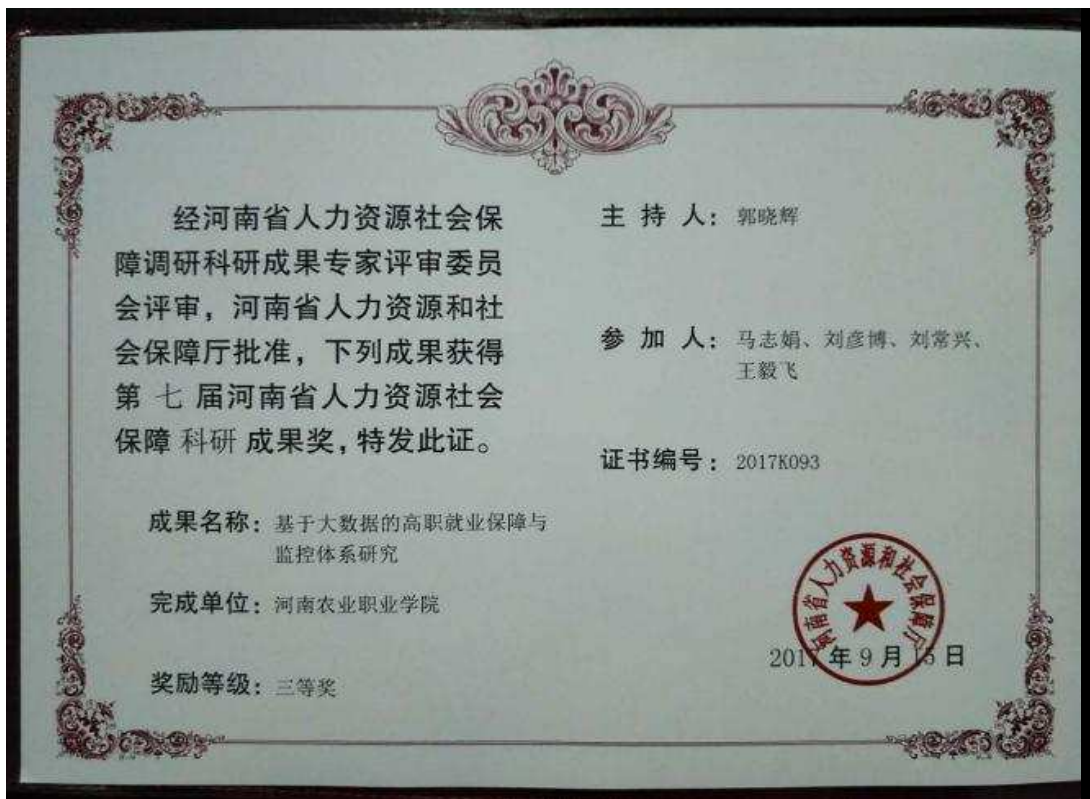 经河南省人力资源社会保
障调研科研成果专家评审委员
会评审，河南省人力资源和社
会保障厅批准，下列成果获得
第 七 届河南省人力资源社会
保障 科研 成果奖，特发此证。
成果名称：基于大数据的高职就业保障与
监控体系研究
完成单位：河南农业职业学院
奖励等级：三等奖
主 持 人：郭晓辉
参 加 人：马志娟、刘彦博、刘常兴、
王毅飞
证书编号：2017K093
河南省人力资源和社会保障厅
2017 年 9 月 15 日